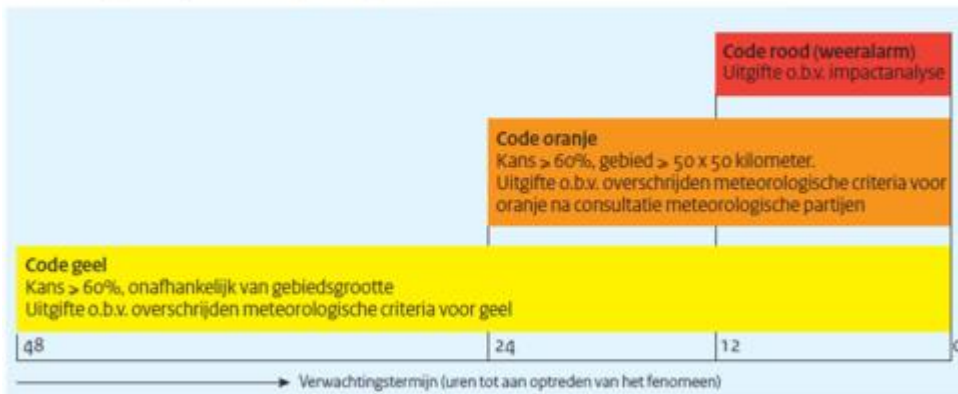 Code rood (weeralarm)
Uitgifte o.b.v. impactanalyse
Code oranje
Kans ≥ 60%, gebied ≥ 50 x 50 kilometer.
Uitgifte o.b.v. overschrijden meteorologische criteria voor
oranje na consultatie meteorologische partijen
Code geel
Kans ≥ 60%, onafhankelijk van gebiedsgrootte
Uitgifte o.b.v. overschrijden meteorologische criteria voor geel
48 24 12 0
Verwachtingstermijn (uren tot aan optreden van het fenomeen)